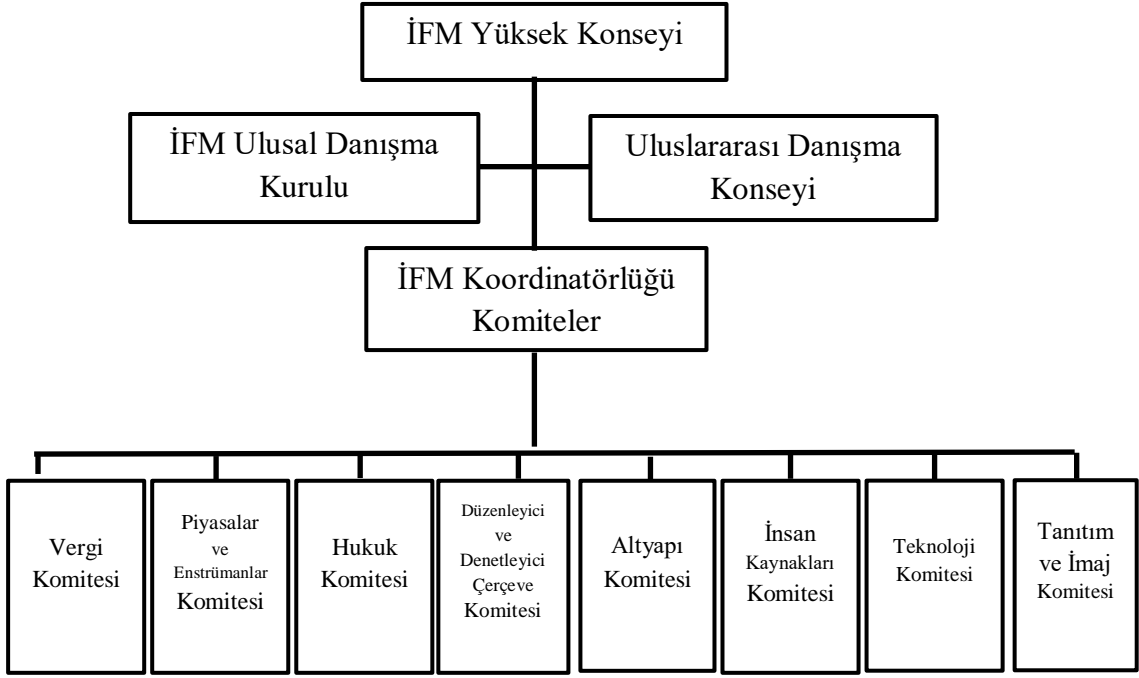 İFM Yüksek Konseyi
İFM Ulusal Danışma
Kurulu
Uluslararası Danışma
Konseyi
İFM Koordinatörlüğü
Komiteler
Vergi
Komitesi
Piyasalar
ve
Enstrümanlar
Komitesi
Hukuk
Komitesi
Düzenleyici
ve
Denetleyici
Çerçeve
Komitesi
Altyapı
Komitesi
İnsan
Kaynakları
Komitesi
Teknoloji
Komitesi
Tanıtım
ve İmaj
Komitesi